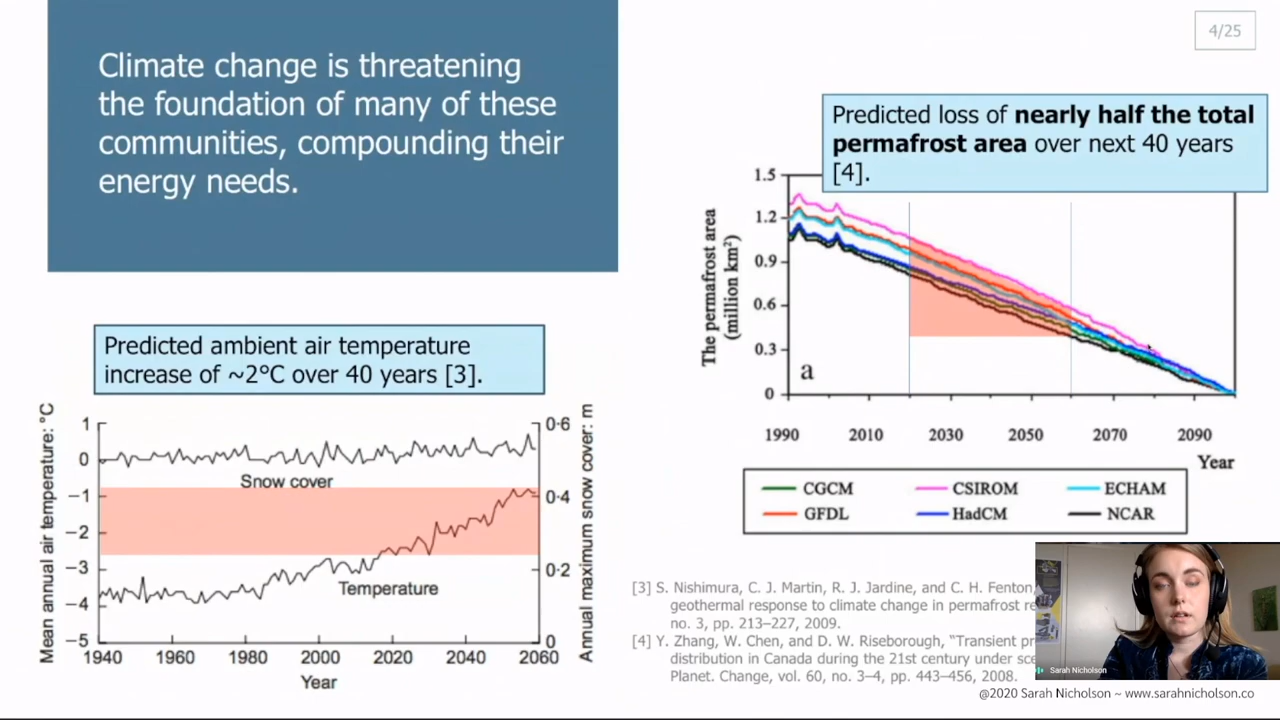 4/25
Climate change is threatening
the foundation of many of these
communities, compounding their
energy needs.
Predicted loss of nearly half the total
permafrost area over next 40 years
[4].
The permafrost area
(million km²)
1.5
1.2
0.9
0.6
0.3
0
a
1990 2010 2030 2050 2070 2090
Year
CGCM CSIROM ECHAM
GFDL HadCM NCAR
Predicted ambient air temperature
increase of ~2°C over 40 years [3].
Mean annual air temperature: °C
1
0
−1
−2
−3
−4
−5
Snow cover
Temperature
0·6
0·4
0·2
0
Annual maximum snow cover: m
1940 1960 1980 2000 2020 2040 2060
Year
[3] S. Nishimura, C. J. Martin, R. J. Jardine, and C. H. Fenton,
geothermal response to climate change in permafrost re
no. 3, pp. 213–227, 2009.
[4] Y. Zhang, W. Chen, and D. W. Riseborough, “Transient pr
distribution in Canada during the 21st century under sce
Planet. Change, vol. 60, no. 3–4, pp. 443–456, 2008.
Sarah Nicholson
@2020 Sarah Nicholson ~ www.sarahnicholson.co